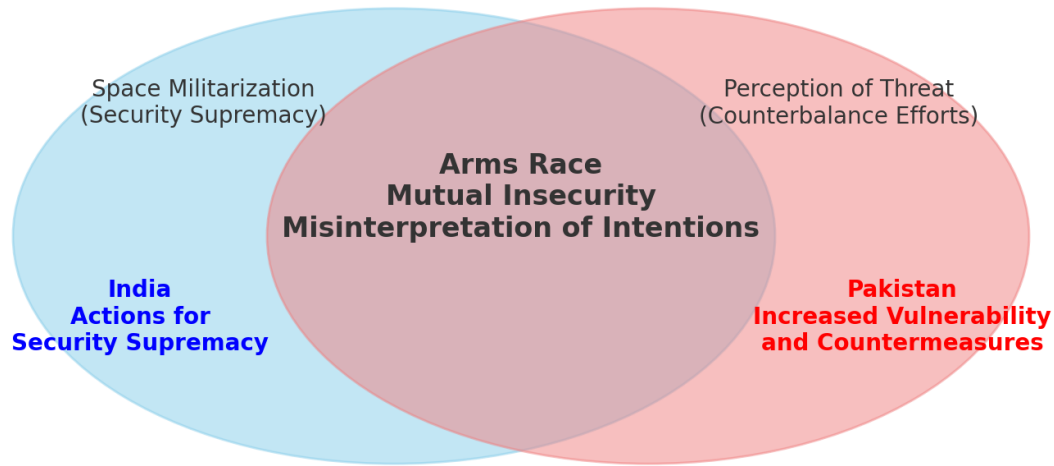 Space Militarization
(Security Supremacy)
Perception of Threat
(Counterbalance Efforts)
Arms Race
Mutual Insecurity
Misinterpretation of Intentions
India
Actions for
Security Supremacy
Pakistan
Increased Vulnerability
and Countermeasures